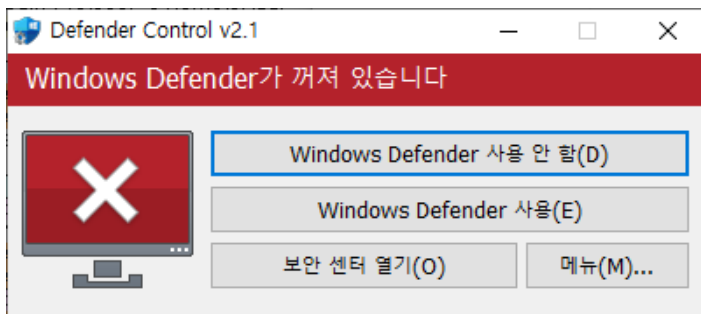 Defender Control v2.1
Windows Defender가 꺼져 있습니다
Windows Defender 사용 안 함(D)
Windows Defender 사용(E)
보안 센터 열기(O)
메뉴(M)...